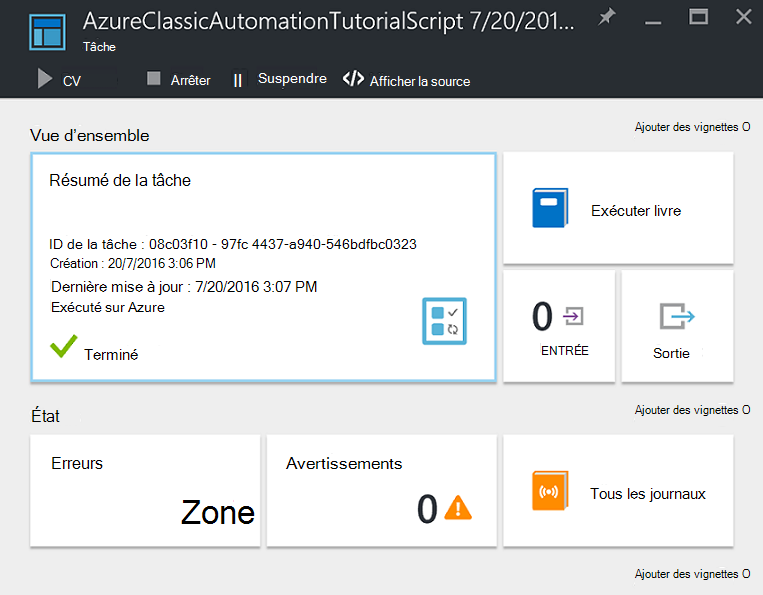 AzureClassicAutomationTutorialScript 7/20/201...
Tâche
CV
Arrêter
Suspendre
Afficher la source
Ajouter des vignettes O
Vue d’ensemble
Résumé de la tâche
Exécuter livre
ID de la tâche : 08c03f10 - 97fc 4437-a940-546bdfbc0323
Création : 20/7/2016 3:06 PM
Dernière mise à jour : 7/20/2016 3:07 PM
Exécuté sur Azure
Terminé
0
ENTRÉE
Sortie
Ajouter des vignettes O
État
Erreurs
Zone
Avertissements
0
Tous les journaux
Ajouter des vignettes O